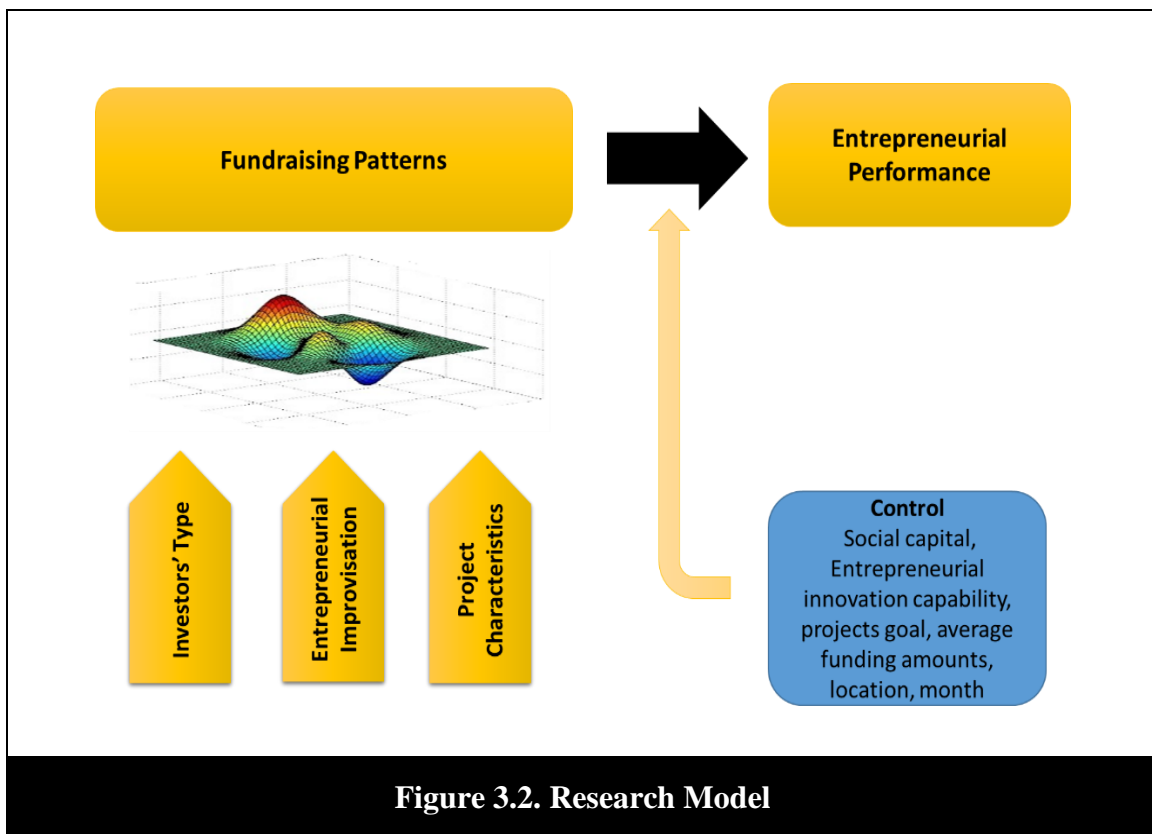 Fundraising Patterns
Entrepreneurial
Performance
Investors' Type
Entrepreneurial
Improvisation
Project
Characteristics
Control
Social capital,
Entrepreneurial
innovation capability,
projects goal, average
funding amounts,
location, month
Figure 3.2. Research Model